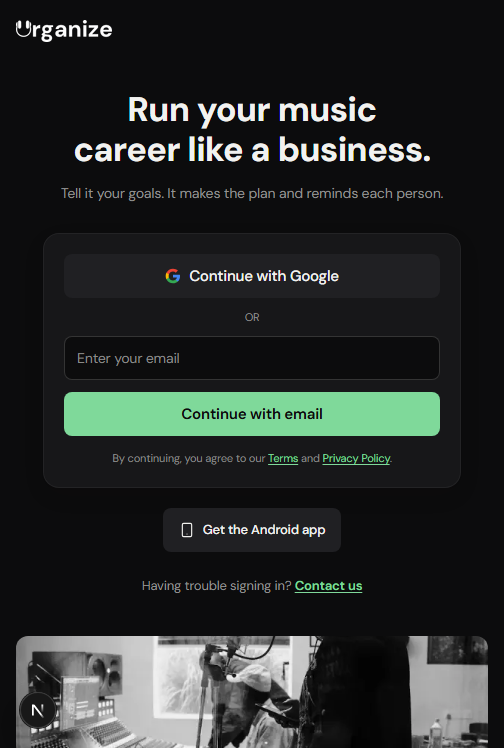 Urganize
Run your music
career like a business.
Tell it your goals. It makes the plan and reminds each person.
Continue with Google
OR
Enter your email
Continue with email
By continuing, you agree to our Terms and Privacy Policy.
Get the Android app
Having trouble signing in? Contact us
N